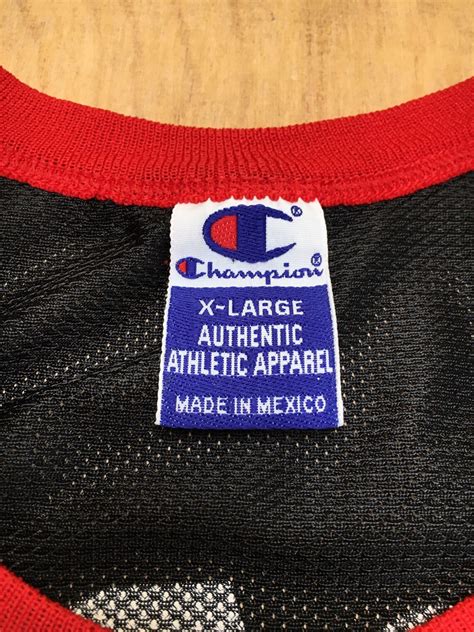 Champion®
X-LARGE
AUTHENTIC
ATHLETIC APPAREL
MADE IN MEXICO